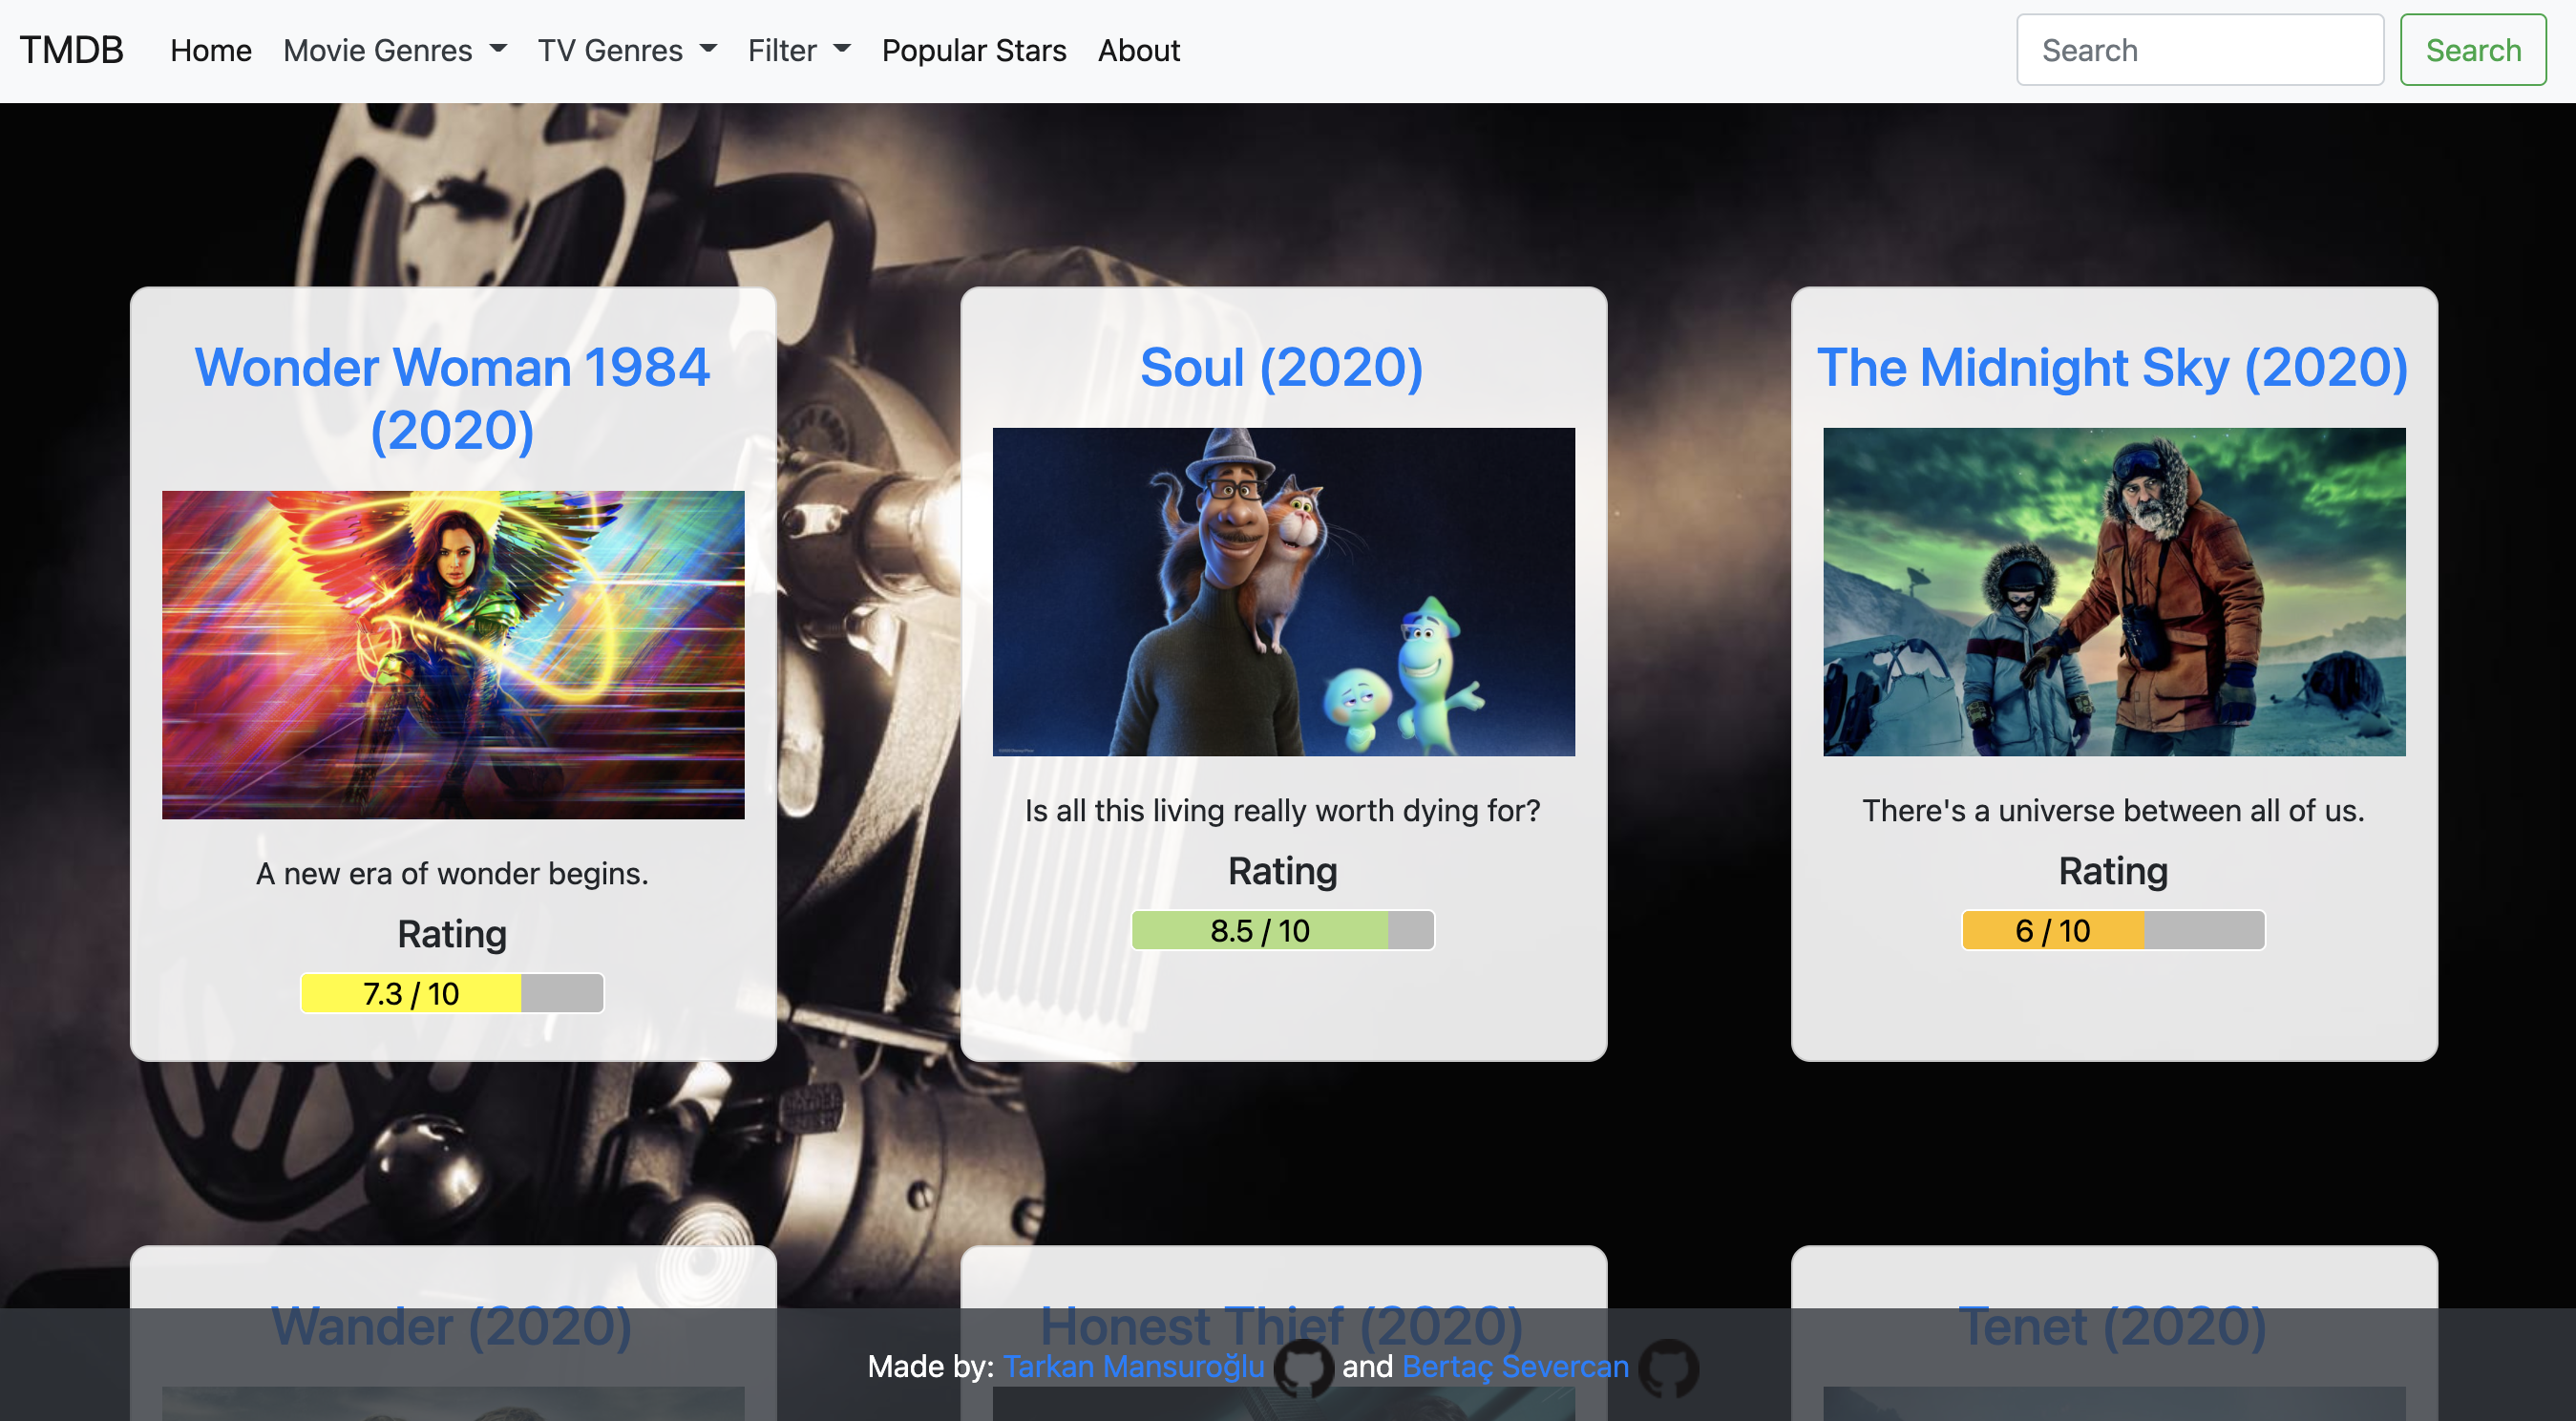 TMDB Home Movie Genres TV Genres Filter Popular Stars About Search Search
Wonder Woman 1984
(2020)
A new era of wonder begins.
Rating
7.3 / 10
Soul (2020)
Is all this living really worth dying for?
Rating
8.5 / 10
The Midnight Sky (2020)
There's a universe between all of us.
Rating
6 / 10
Wander (2020)
Honest Thief (2020)
Tenet (2020)
Made by: Tarkan Mansuroğlu and Bertaç Severcan